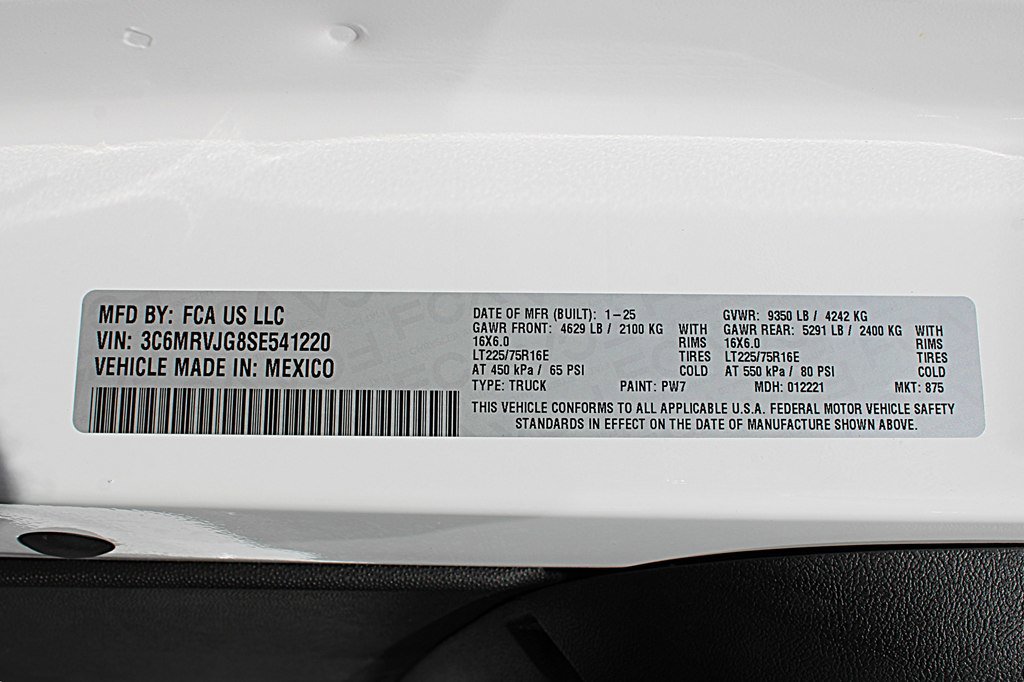 MFD BY: FCA US LLC
VIN: 3C6MRVJG8SE541220
VEHICLE MADE IN: MEXICO
DATE OF MFR (BUILT): 1-25 GVWR: 9350 LB / 4242 KG
GAWR FRONT: 4629 LB / 2100 KG WITH GAWR REAR: 5291 LB / 2400 KG WITH
16X6.0 RIMS 16X6.0 RIMS
LT225/75R16E TIRES LT225/75R16E TIRES
AT 450 kPa / 65 PSI COLD AT 550 kPa / 80 PSI COLD
TYPE: TRUCK PAINT: PW7 MDH: 012221 MKT: 875
THIS VEHICLE CONFORMS TO ALL APPLICABLE U.S.A. FEDERAL MOTOR VEHICLE SAFETY
STANDARDS IN EFFECT ON THE DATE OF MANUFACTURE SHOWN ABOVE.